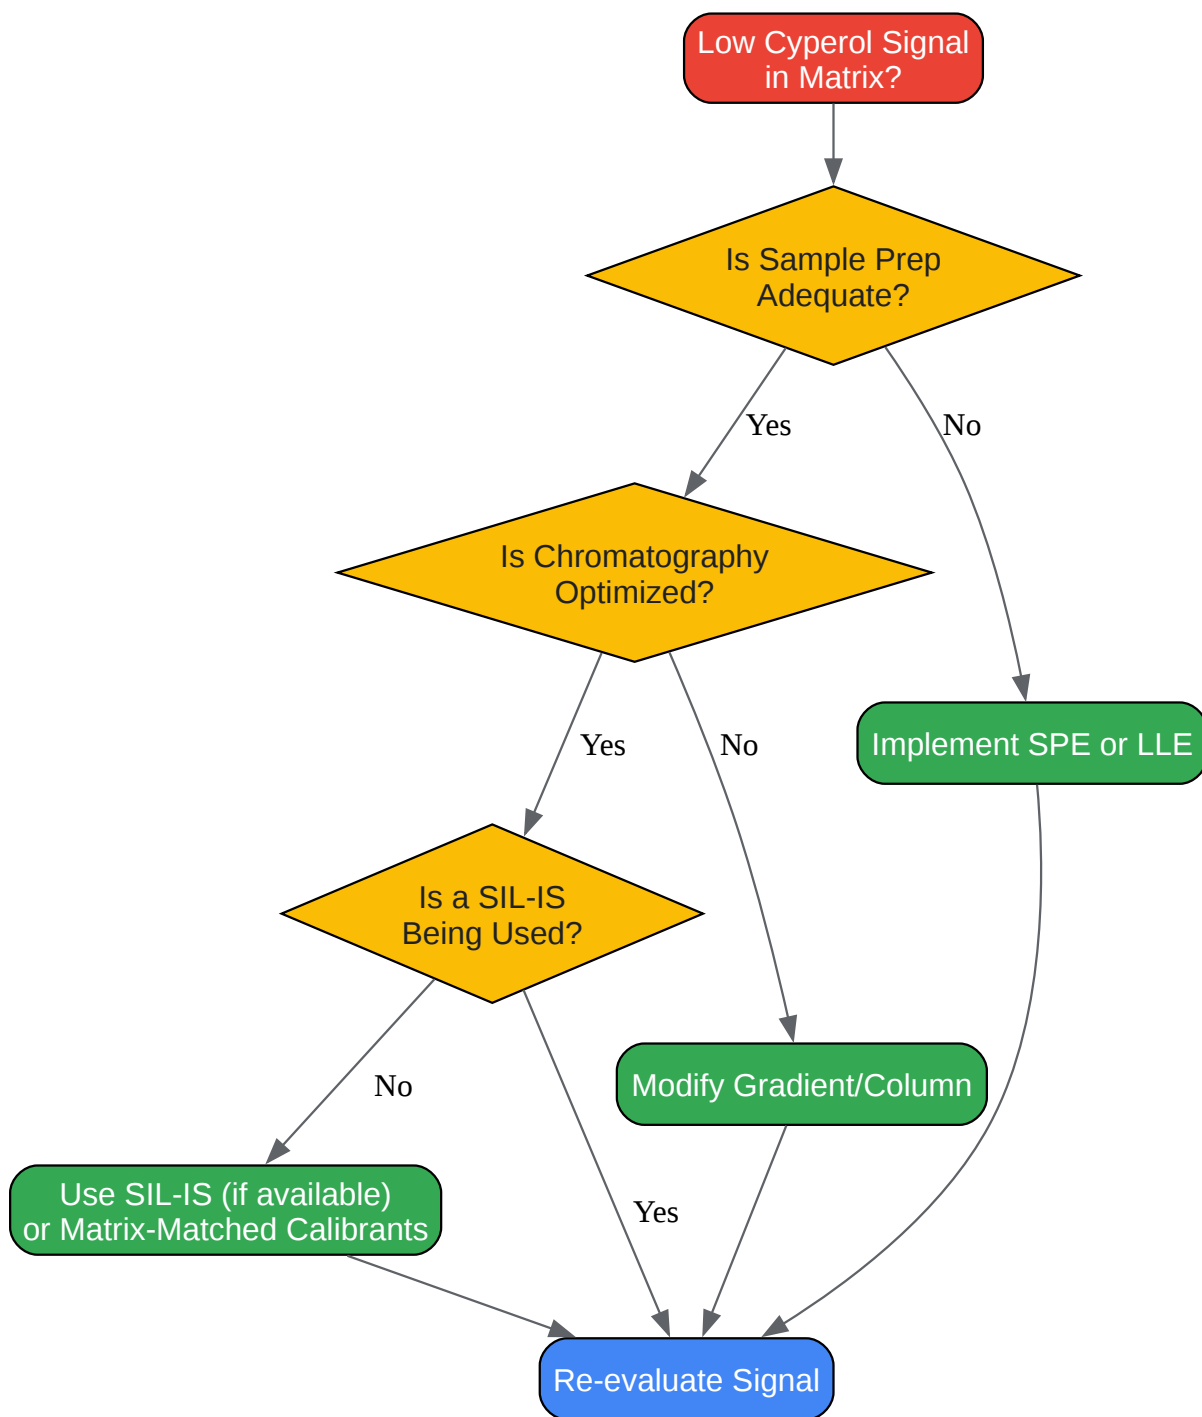 Low Cyperol Signal
in Matrix?
Is Sample Prep
Adequate?
Yes
No
Is Chromatography
Optimized?
Yes
No
Implement SPE or LLE
Is a SIL-IS
Being Used?
No
Modify Gradient/Column
Use SIL-IS (if available)
or Matrix-Matched Calibrants
Yes
Re-evaluate Signal